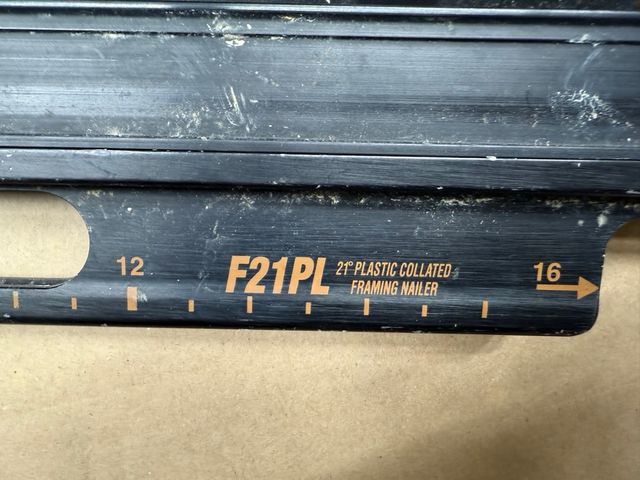 12
F21PL
21° PLASTIC COLLATED
FRAMING NAILER
16